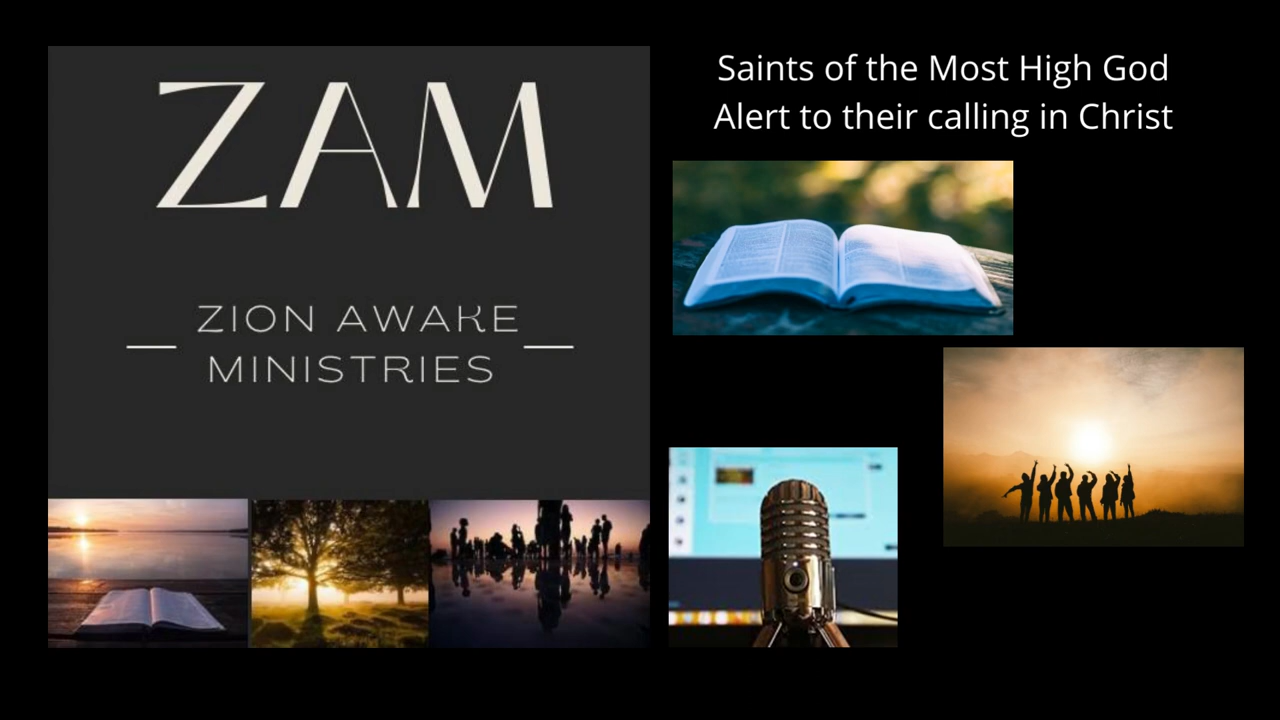 ZAM
ZION AWAKE
MINISTRIES
Saints of the Most High God
Alert to their calling in Christ